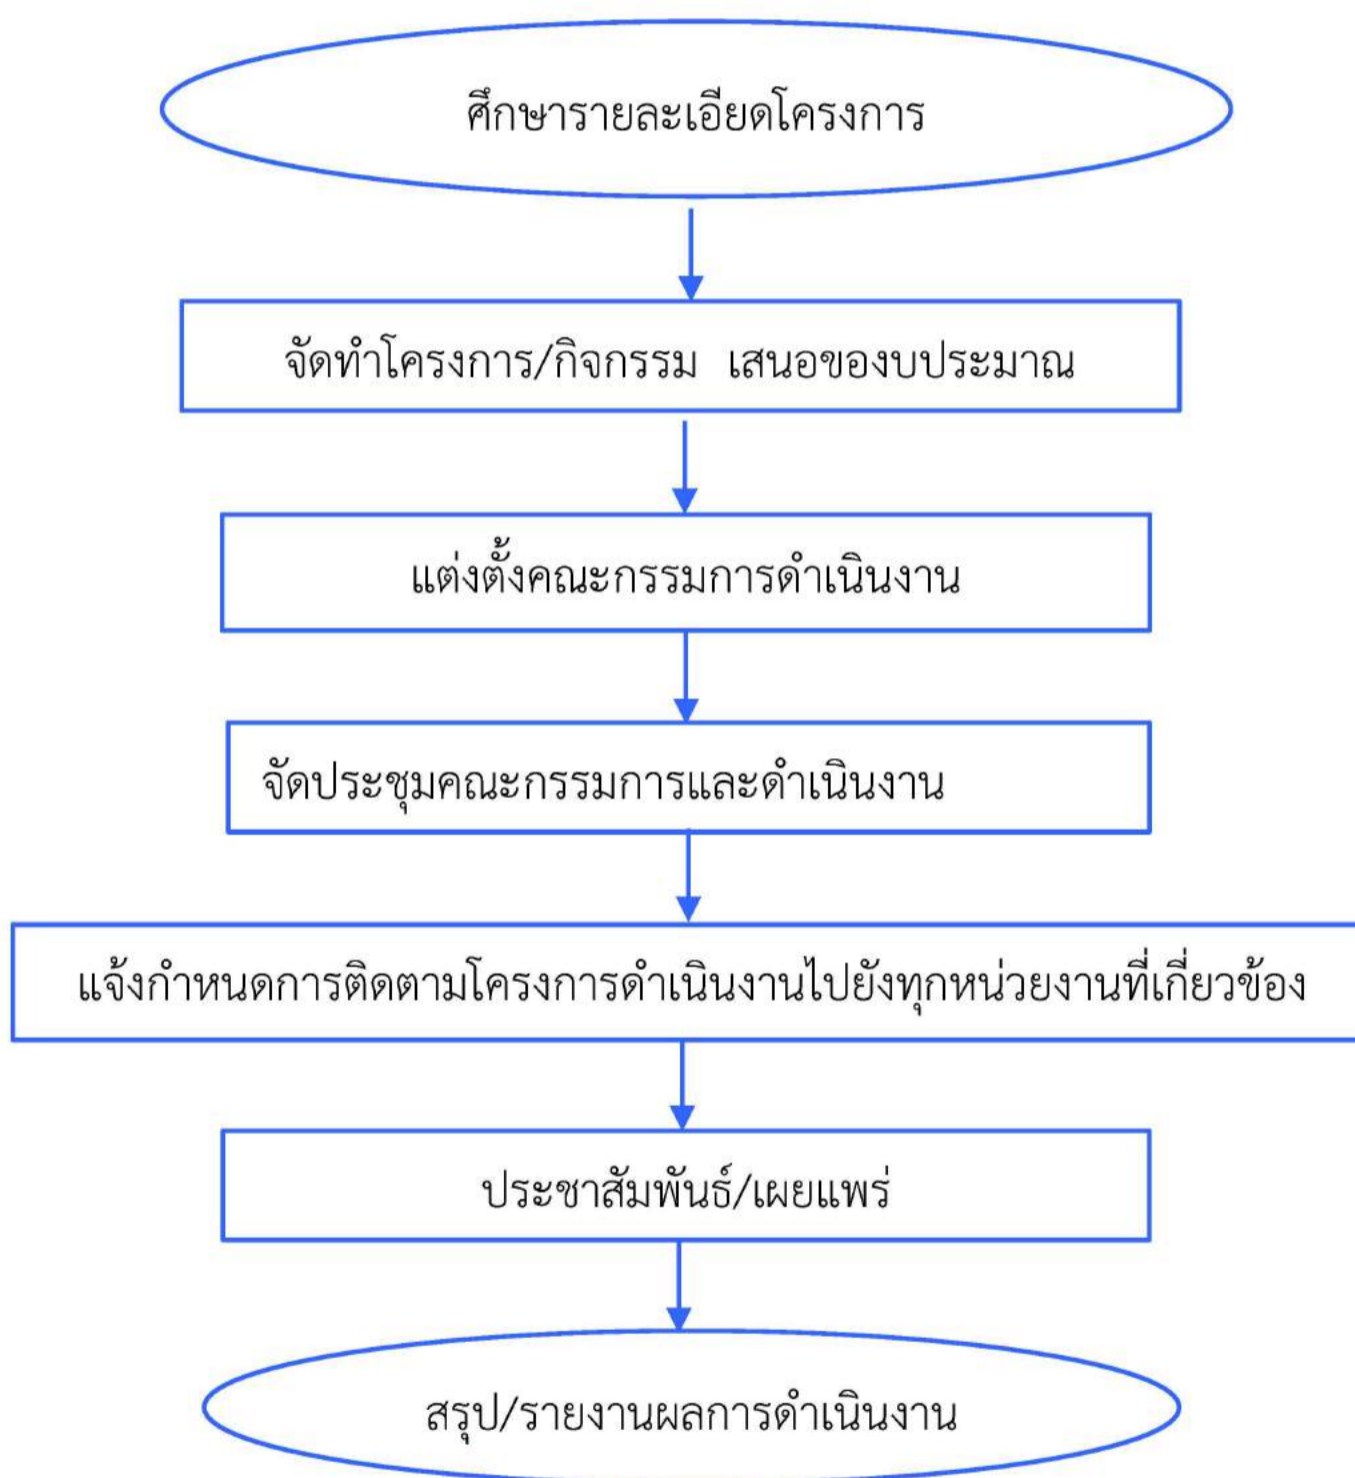 ศึกษารายละเอียดโครงการ
จัดทำโครงการ/กิจกรรม เสนอของบประมาณ
แต่งตั้งคณะกรรมการดำเนินงาน
จัดประชุมคณะกรรมการและดำเนินงาน
แจ้งกำหนดการติดตามโครงการดำเนินงานไปยังทุกหน่วยงานที่เกี่ยวข้อง
ประชาสัมพันธ์/เผยแพร่
สรุป/รายงานผลการดำเนินงาน